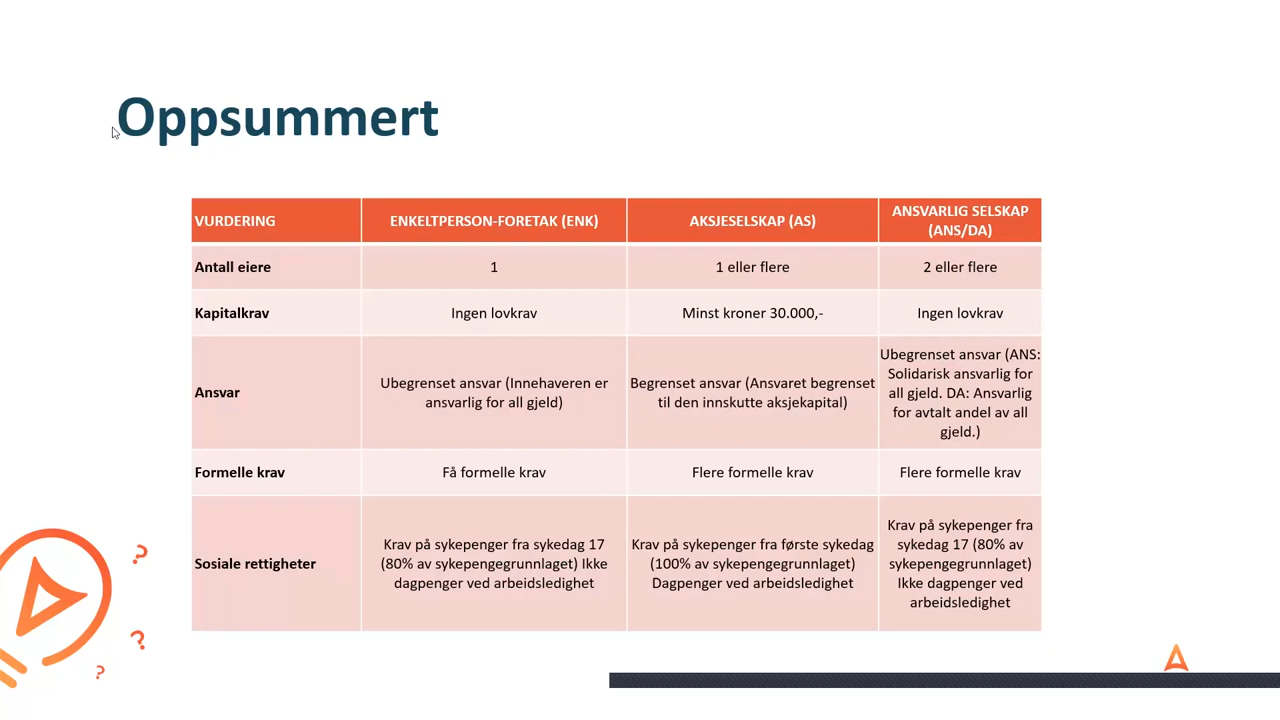 Oppsummert
VURDERING
ENKELTPERSON-FORETAK (ENK)
AKSJESELSKAP (AS)
ANSVARLIG SELSKAP
(ANS/DA)
Antall eiere
1
1 eller flere
2 eller flere
Kapitalkrav
Ingen lovkrav
Minst kroner 30.000,-
Ingen lovkrav
Ansvar
Ubegrenset ansvar (Innehaveren er
ansvarlig for all gjeld)
Begrenset ansvar (Ansvaret begrenset
til den innskutte aksjekapital)
Ubegrenset ansvar (ANS:
Solidarisk ansvarlig for
all gjeld. DA: Ansvarlig
for avtalt andel av all
gjeld.)
Formelle krav
Få formelle krav
Flere formelle krav
Flere formelle krav
Sosiale rettigheter
Krav på sykepenger fra sykedag 17
(80% av sykepengegrunnlaget) Ikke
dagpenger ved arbeidsledighet
Krav på sykepenger fra første sykedag
(100% av sykepengegrunnlaget)
Dagpenger ved arbeidsledighet
Krav på sykepenger fra
sykedag 17 (80% av
sykepengegrunnlaget)
Ikke dagpenger ved
arbeidsledighet
?
?
?